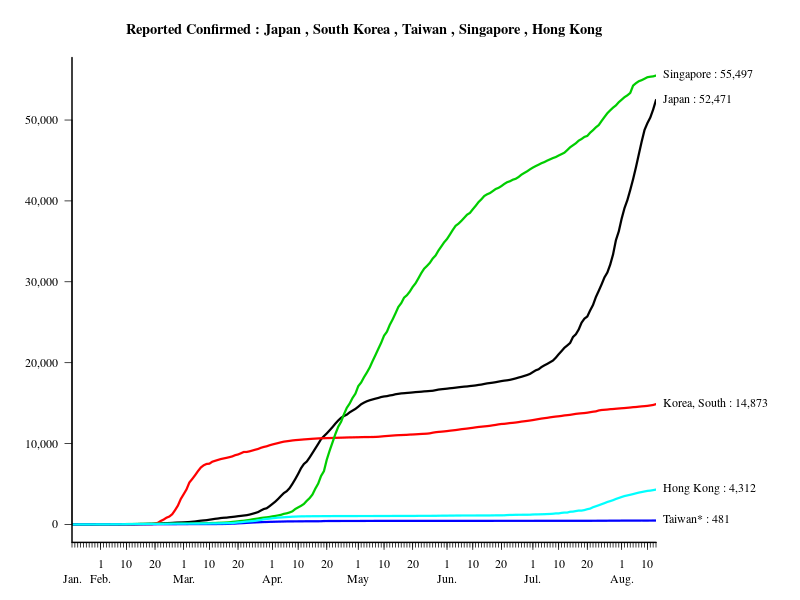 Reported Confirmed : Japan , South Korea , Taiwan , Singapore , Hong Kong
Singapore : 55,497
Japan : 52,471
50,000
40,000
30,000
20,000
Korea, South : 14,873
10,000
Hong Kong : 4,312
Taiwan* : 481
0
1 10 20 1 10 20 1 10 20 1 10 20 1 10 20 1 10 20 1 10
Jan. Feb. Mar. Apr. May Jun. Jul. Aug.